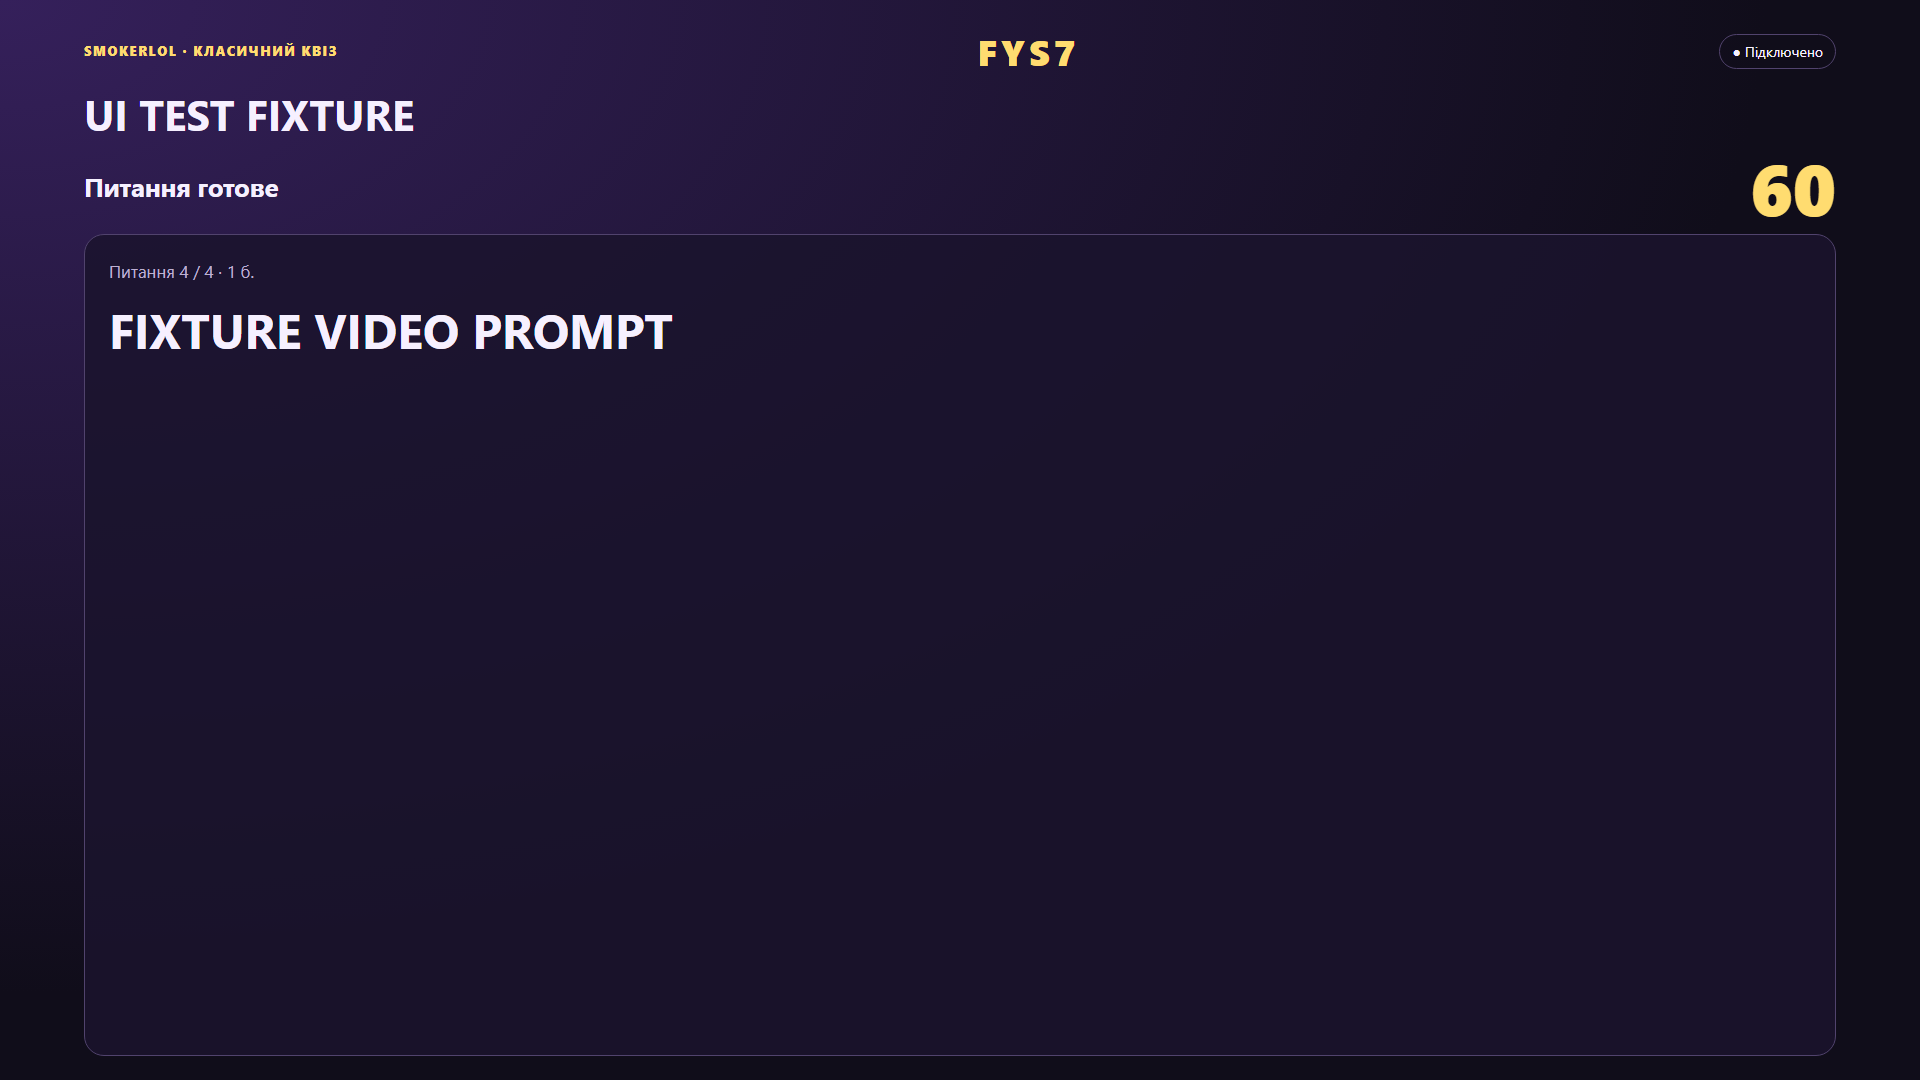 SMOKERLOL · КЛАСИЧНИЙ КВІЗ
FYS7
● Підключено
UI TEST FIXTURE
Питання готове
60
Питання 4 / 4 · 1 б.
FIXTURE VIDEO PROMPT